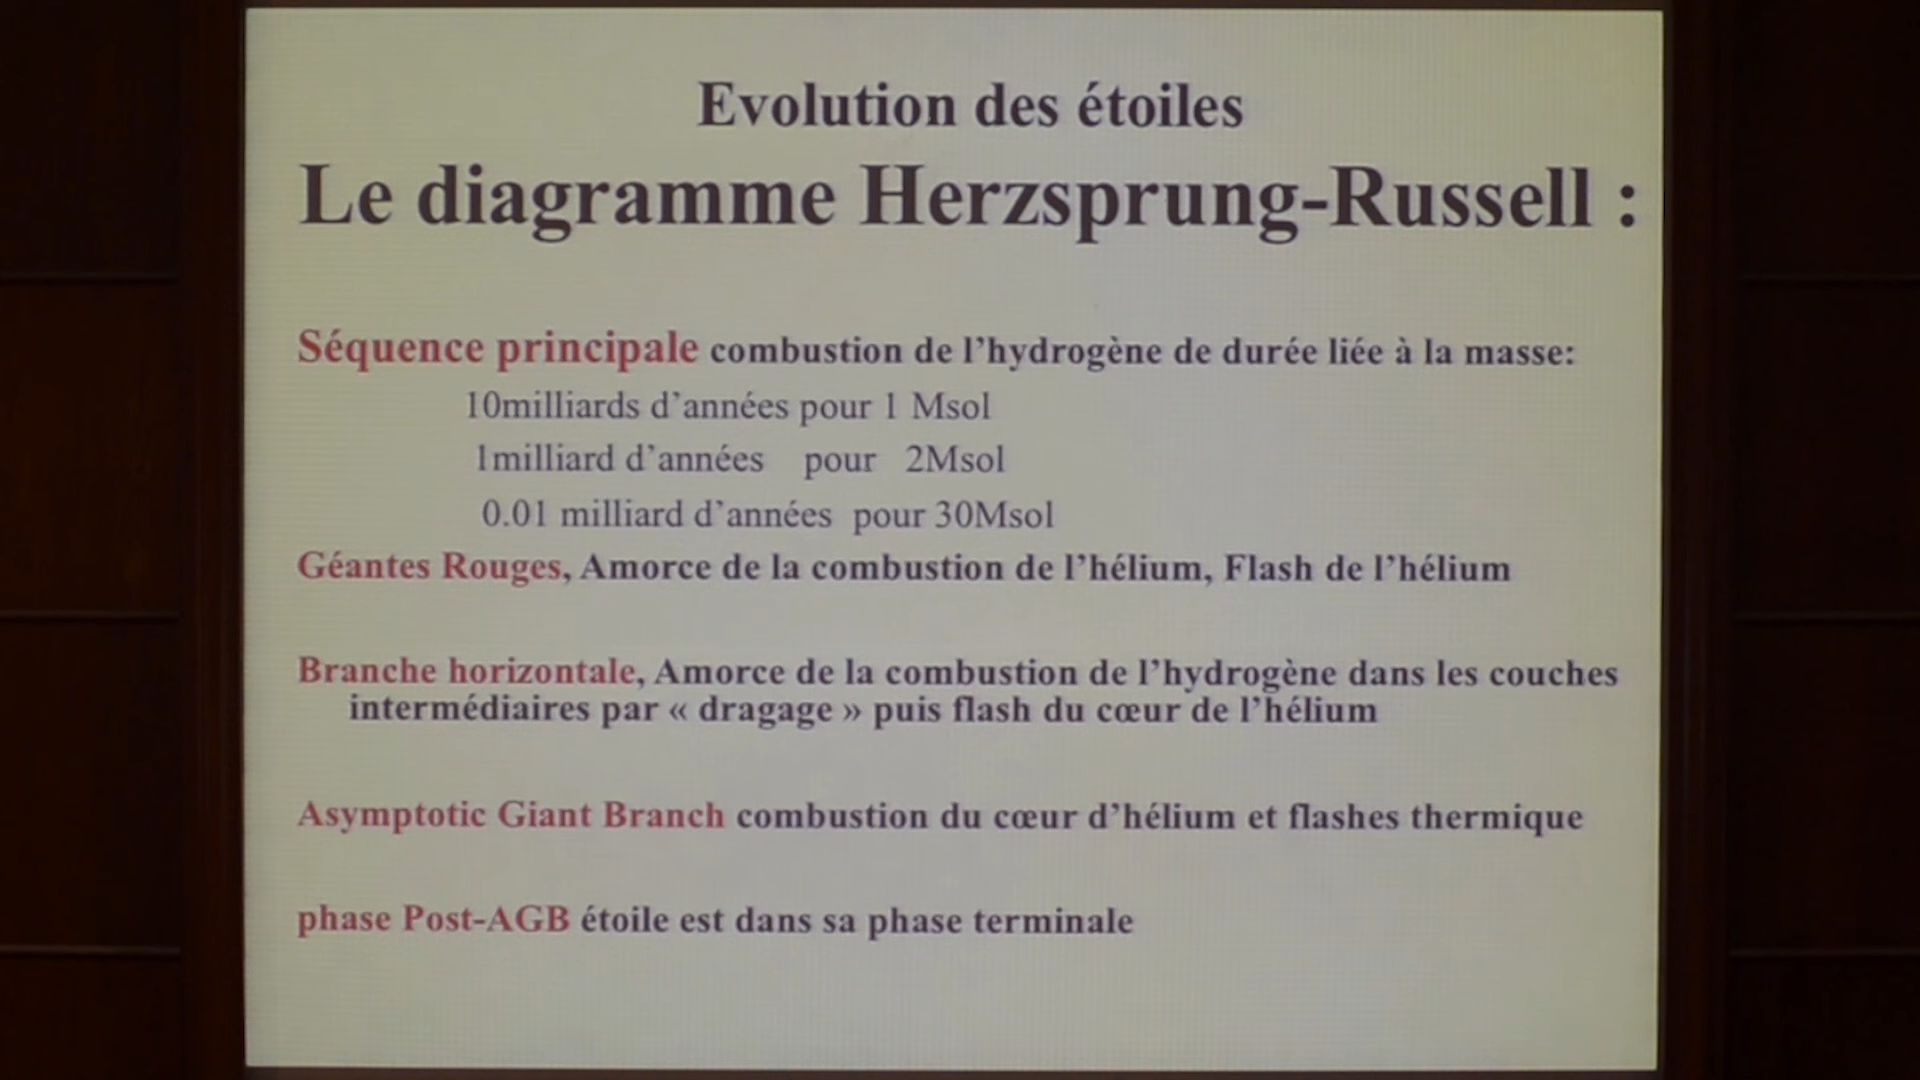 Evolution des étoiles
Le diagramme Herzsprung-Russell :
Séquence principale combustion de l'hydrogène de durée liée à la masse:
10milliards d'années pour 1 Msol
1milliard d'années pour 2Msol
0.01 milliard d'années pour 30Msol
Géantes Rouges, Amorce de la combustion de l'hélium, Flash de l'hélium
Branche horizontale, Amorce de la combustion de l'hydrogène dans les couches
intermédiaires par « dragage » puis flash du cœur de l'hélium
Asymptotic Giant Branch combustion du cœur d'hélium et flashes thermique
phase Post-AGB étoile est dans sa phase terminale